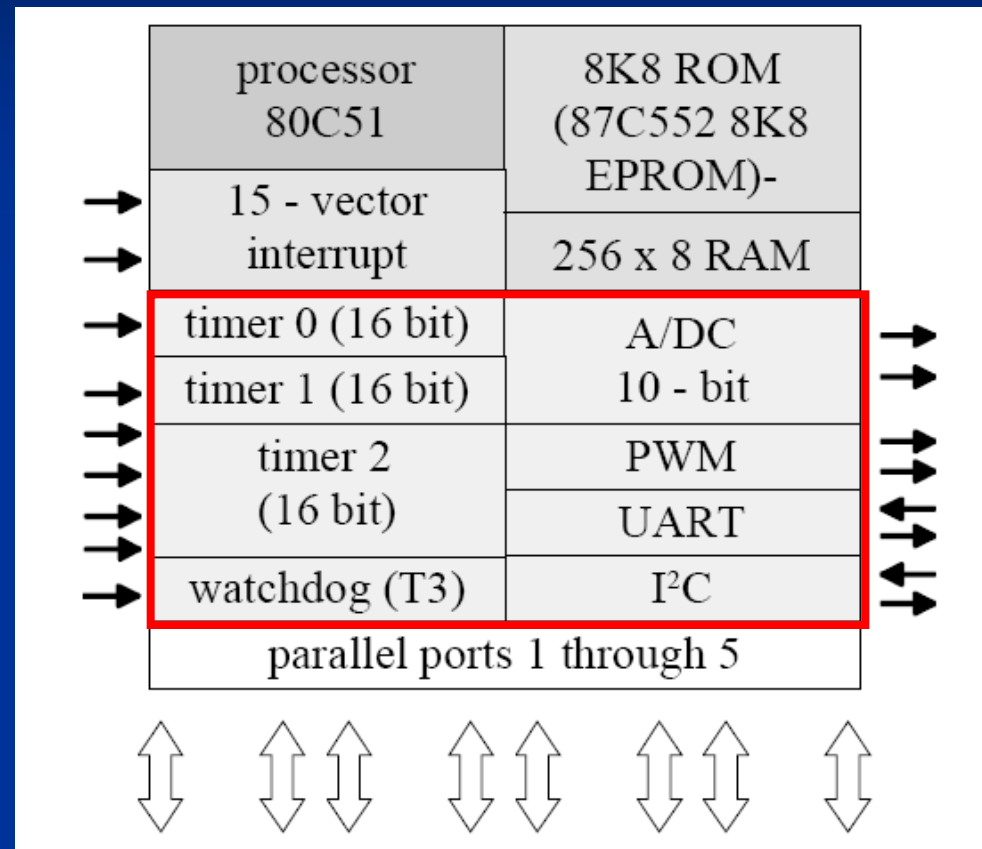 processor
80C51
8K8 ROM
(87C552 8K8
EPROM)-
15 - vector
interrupt
256 x 8 RAM
timer 0 (16 bit)
timer 1 (16 bit)
A/DC
10 - bit
timer 2
(16 bit)
PWM
UART
watchdog (T3)
I²C
parallel ports 1 through 5